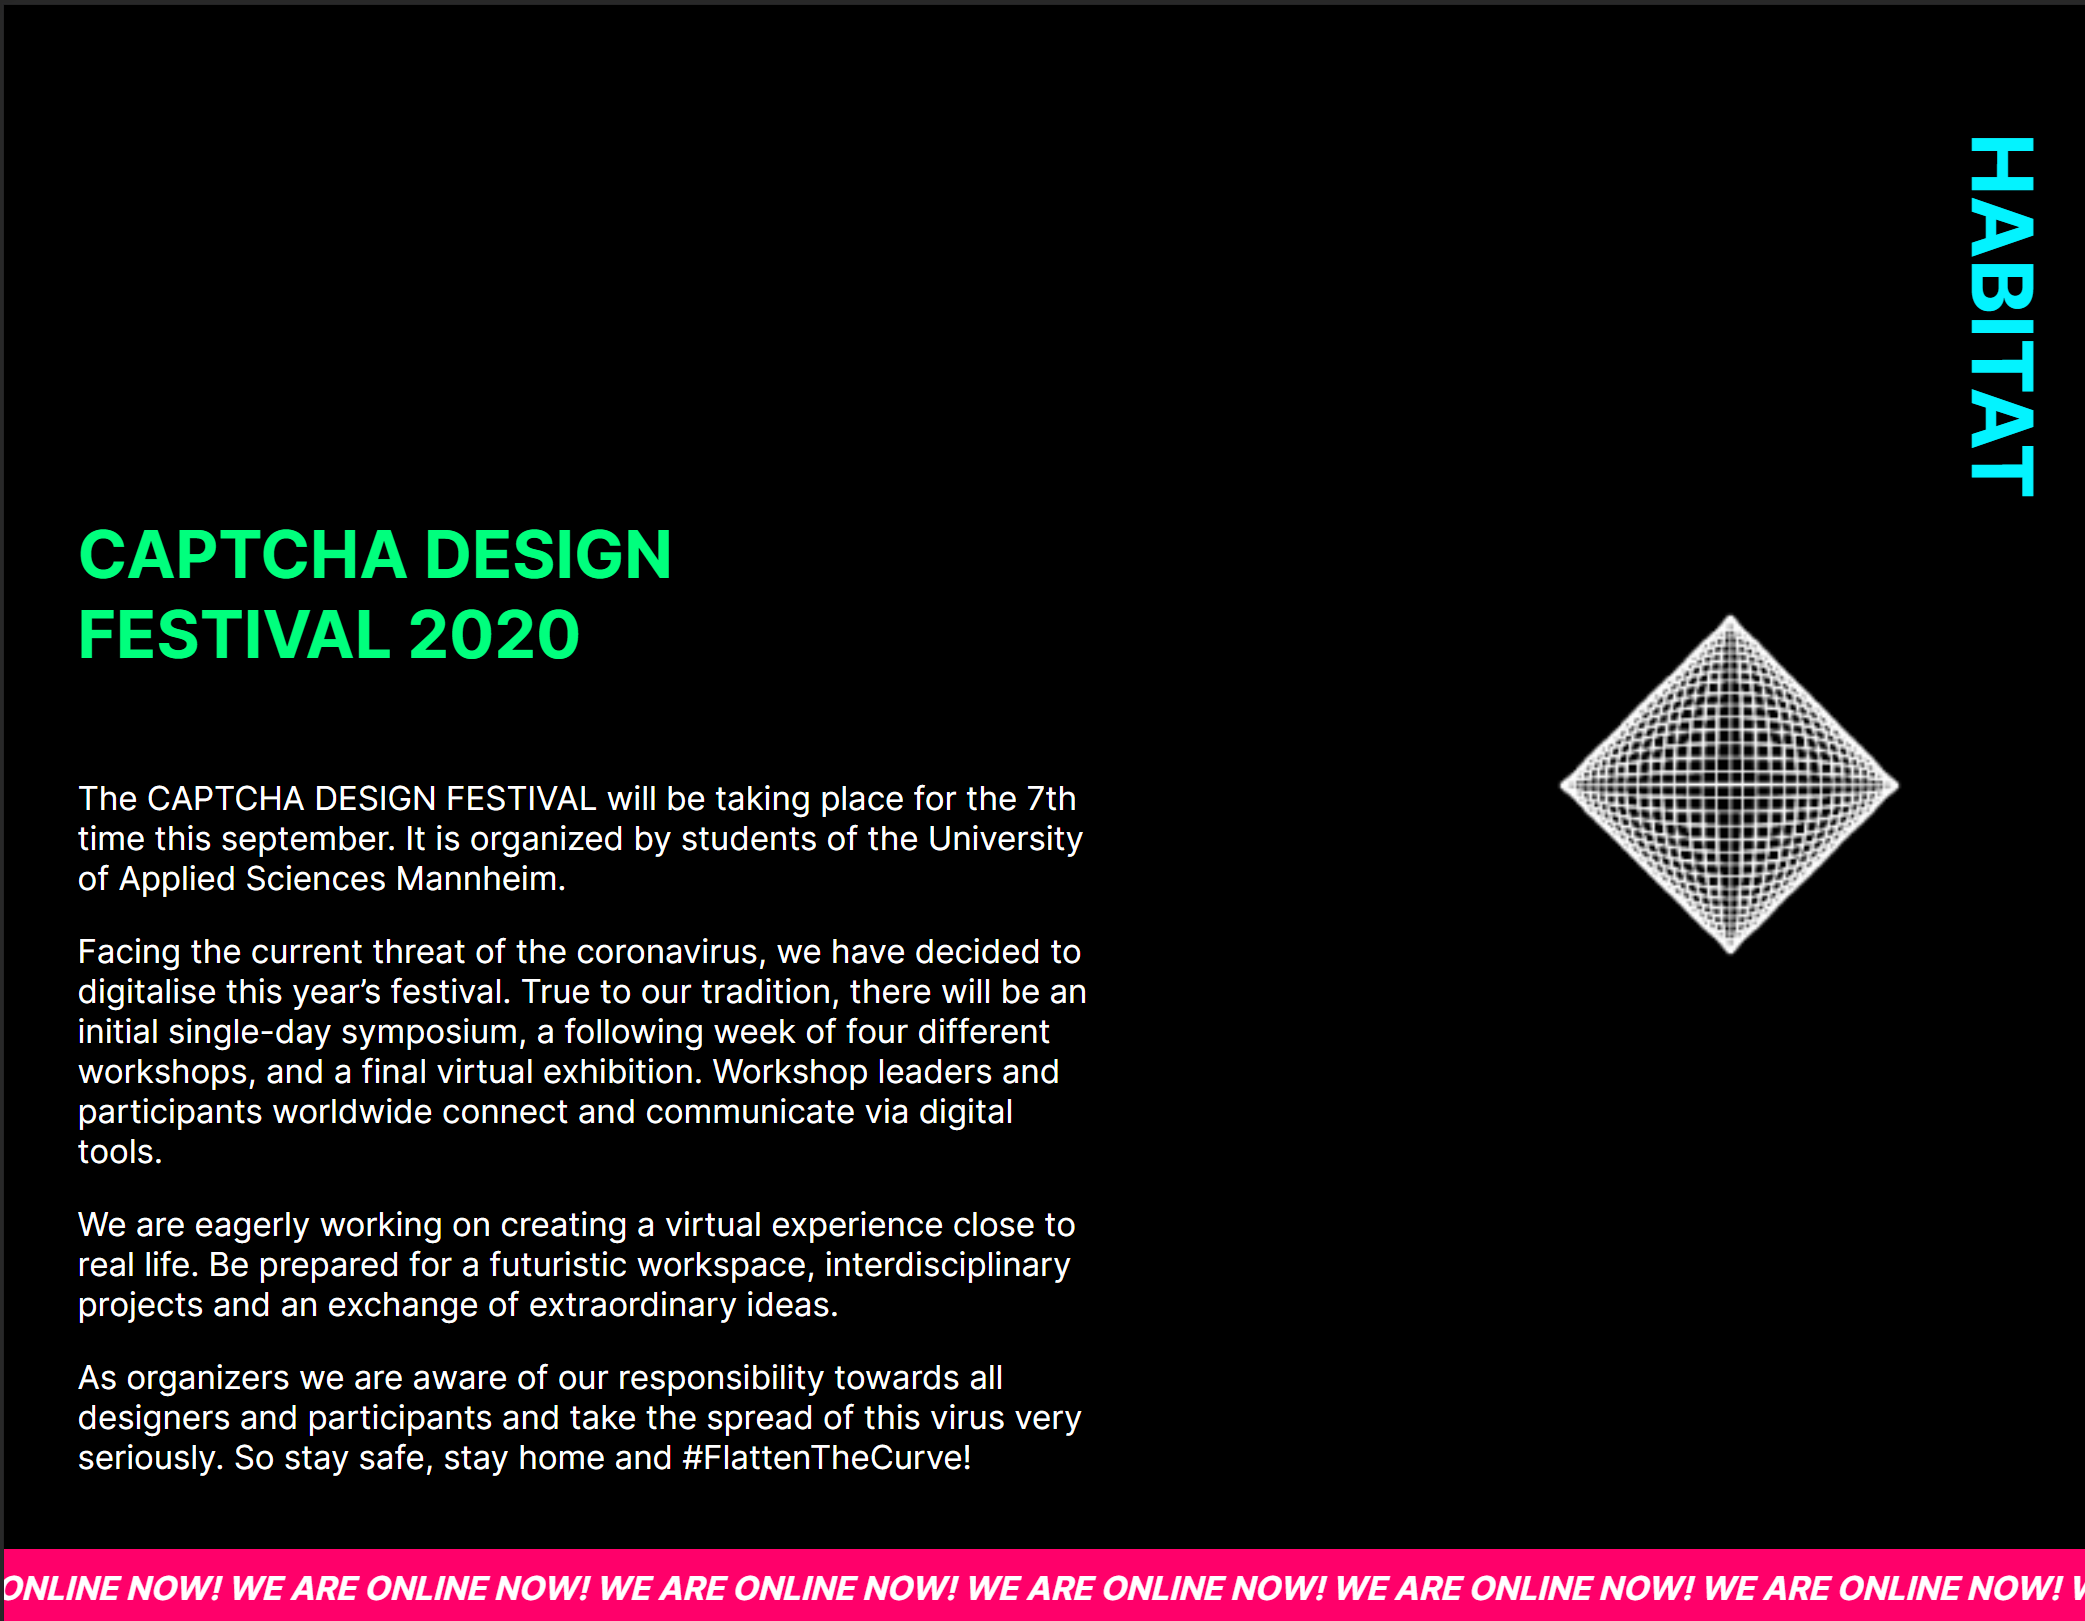 HABITAT
CAPTCHA DESIGN
FESTIVAL 2020
The CAPTCHA DESIGN FESTIVAL will be taking place for the 7th
time this september. It is organized by students of the University
of Applied Sciences Mannheim.
Facing the current threat of the coronavirus, we have decided to
digitalise this year’s festival. True to our tradition, there will be an
initial single-day symposium, a following week of four different
workshops, and a final virtual exhibition. Workshop leaders and
participants worldwide connect and communicate via digital
tools.
We are eagerly working on creating a virtual experience close to
real life. Be prepared for a futuristic workspace, interdisciplinary
projects and an exchange of extraordinary ideas.
As organizers we are aware of our responsibility towards all
designers and participants and take the spread of this virus very
seriously. So stay safe, stay home and #FlattenTheCurve!
ONLINE NOW! WE ARE ONLINE NOW! WE ARE ONLINE NOW! WE ARE ONLINE NOW! WE ARE ONLINE NOW! WE ARE ONLINE NOW!